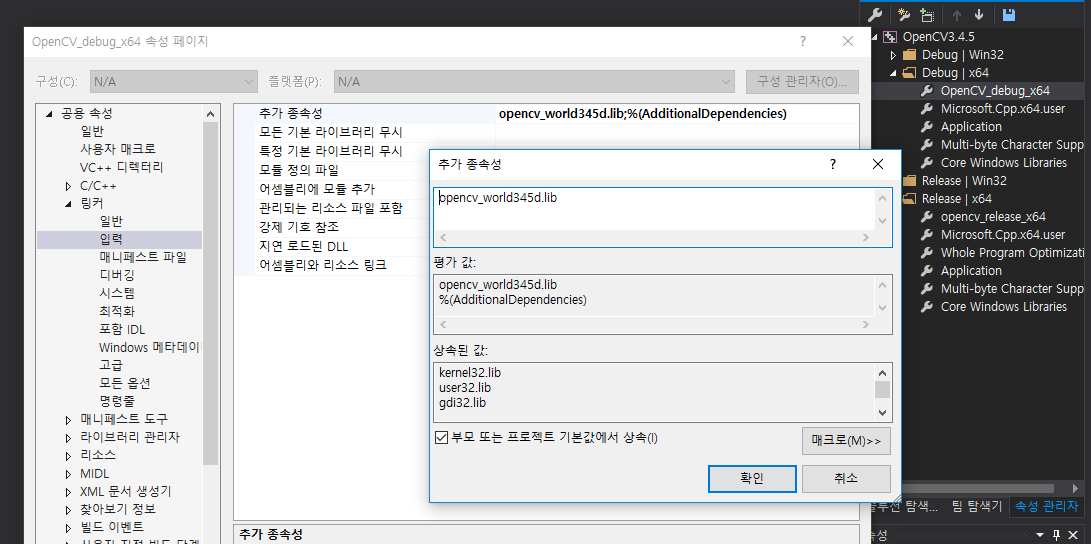 OpenCV_debug_x64 속성 페이지
구성(C):
N/A
플랫폼(P):
N/A
구성 관리자(O)...
공용 속성
일반
사용자 매크로
VC++ 디렉터리
C/C++
링커
일반
입력
매니페스트 파일
디버깅
시스템
최적화
포함 IDL
Windows 메타데이
고급
모든 옵션
명령줄
매니페스트 도구
라이브러리 관리자
리소스
MIDL
XML 문서 생성기
찾아보기 정보
빌드 이벤트
사용자 지정 빌드 단계
추가 종속성
opencv_world345d.lib;%(AdditionalDependencies)
모든 기본 라이브러리 무시
특정 기본 라이브러리 무시
모듈 정의 파일
어셈블리에 모듈 추가
관리되는 리소스 파일 포함
강제 기호 참조
지연 로드된 DLL
어셈블리와 리소스 링크
추가 종속성
추가 종속성
opencv_world345d.lib
평가 값:
opencv_world345d.lib
%(AdditionalDependencies)
상속된 값:
kernel32.lib
user32.lib
gdi32.lib
부모 또는 프로젝트 기본값에서 상속(I)
매크로(M)>>
확인
취소
OpenCV3.4.5
Debug | Win32
Debug | x64
OpenCV_debug_x64
Microsoft.Cpp.x64.user
Application
Multi-byte Character Supp
Core Windows Libraries
Release | Win32
Release | x64
opencv_release_x64
Microsoft.Cpp.x64.user
Whole Program Optimizati
Application
Multi-byte Character Supp
Core Windows Libraries
솔루션 탐색...
팀 탐색기
속성 관리자
속성